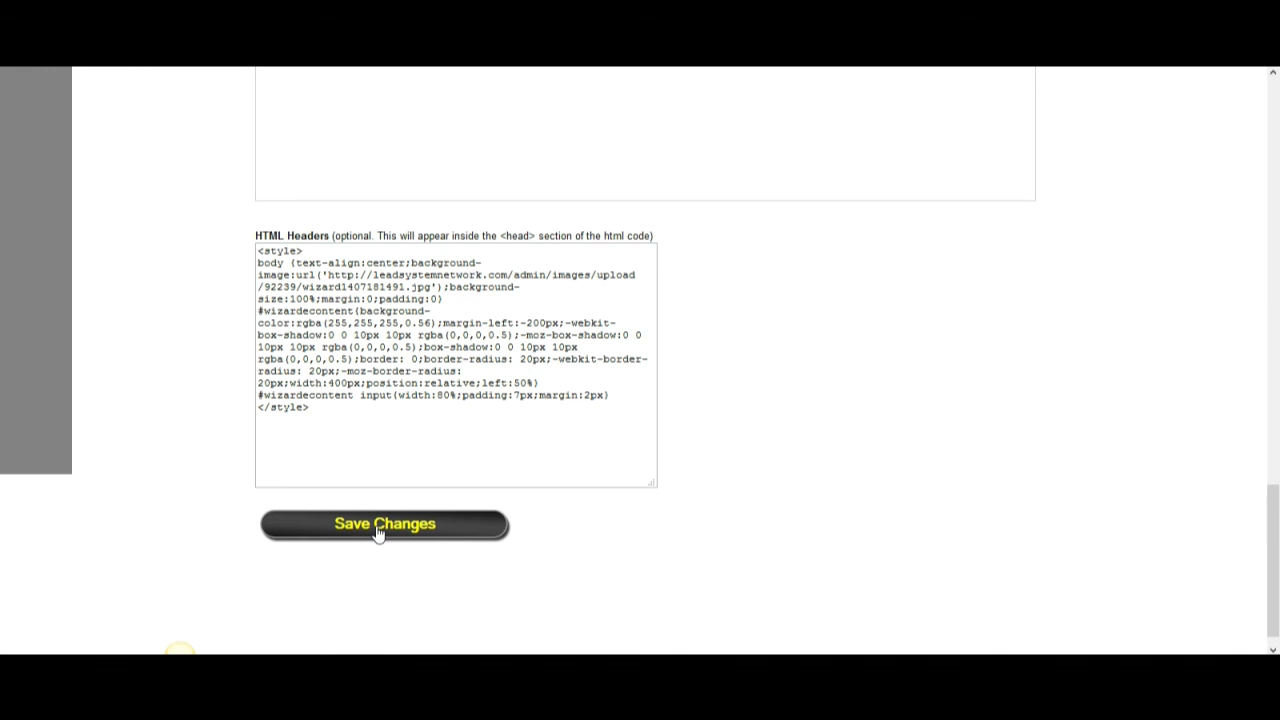 HTML Headers (optional. This will appear inside the <head> section of the html code)
<style>
body {text-align:center;background-
image:url('http://leadsystemnetwork.com/admin/images/upload
/92239/wizard1407181491.jpg');background-
size:100%;margin:0;padding:0}
#wizardecontent{background-
color:rgba(255,255,255,0.56);margin-left:-200px;-webkit-
box-shadow:0 0 10px 10px rgba(0,0,0,0.5);-moz-box-shadow:0 0
10px 10px rgba(0,0,0,0.5);box-shadow:0 0 10px 10px
rgba(0,0,0,0.5);border: 0;border-radius: 20px;-webkit-border-
radius: 20px;-moz-border-radius:
20px;width:400px;position:relative;left:50%}
#wizardecontent input{width:80%;padding:7px;margin:2px}
</style>
Save Changes